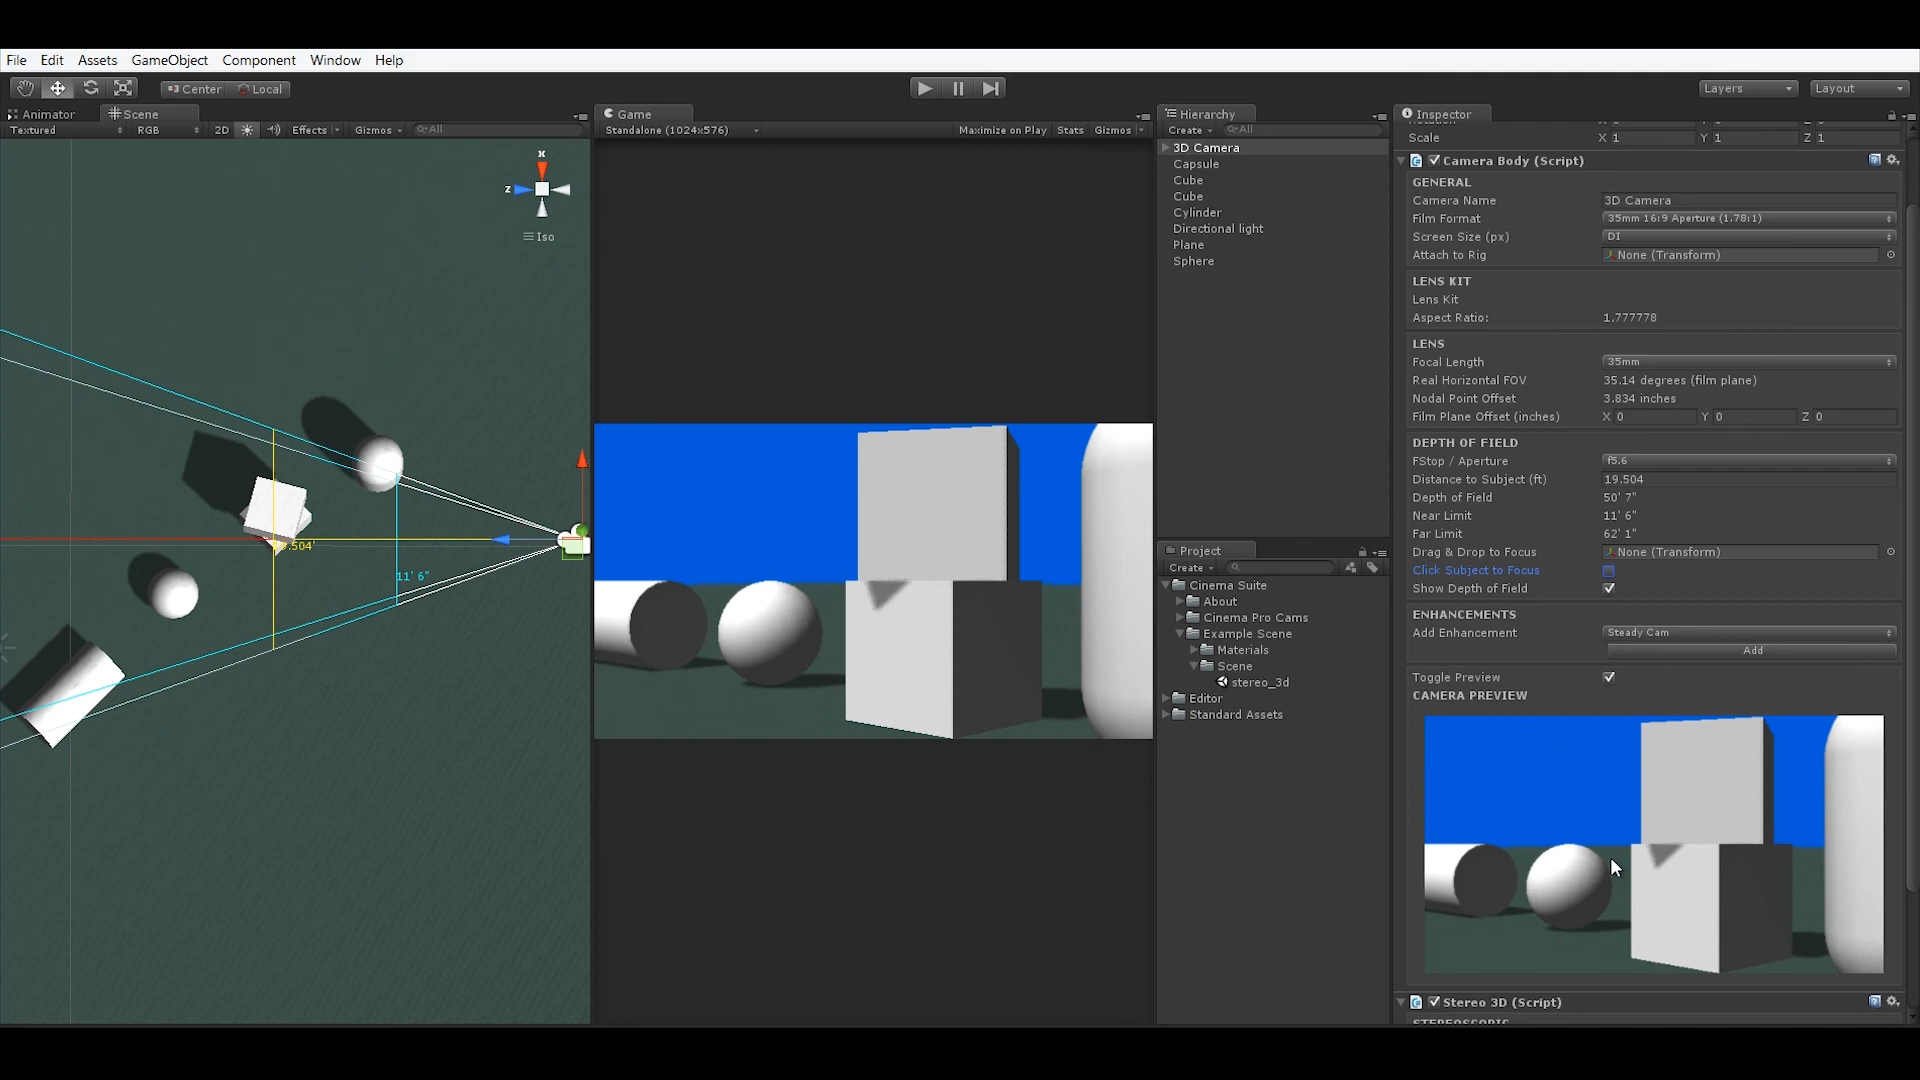 File Edit Assets GameObject Component Window Help
Center Local
Layers Layout
Animator Scene
Textured RGB 2D Effects Gizmos All
x
z
Iso
9.504'
11' 6"
Game
Standalone (1024x576) Maximize on Play Stats Gizmos
Hierarchy
Create All
3D Camera
Capsule
Cube
Cube
Cylinder
Directional light
Plane
Sphere
Project
Create
Cinema Suite
About
Cinema Pro Cams
Example Scene
Materials
Scene
stereo_3d
Editor
Standard Assets
Inspector
Scale X 1 Y 1 Z 1
Camera Body (Script)
GENERAL
Camera Name 3D Camera
Film Format 35mm 16:9 Aperture (1.78:1)
Screen Size (px) DI
Attach to Rig None (Transform)
LENS KIT
Lens Kit
Aspect Ratio: 1.777778
LENS
Focal Length 35mm
Real Horizontal FOV 35.14 degrees (film plane)
Nodal Point Offset 3.834 inches
Film Plane Offset (inches) X 0 Y 0 Z 0
DEPTH OF FIELD
FStop / Aperture f5.6
Distance to Subject (ft) 19.504
Depth of Field 50' 7"
Near Limit 11' 6"
Far Limit 62' 1"
Drag & Drop to Focus None (Transform)
Click Subject to Focus
Show Depth of Field
ENHANCEMENTS
Add Enhancement Steady Cam
Add
Toggle Preview
CAMERA PREVIEW
Stereo 3D (Script)